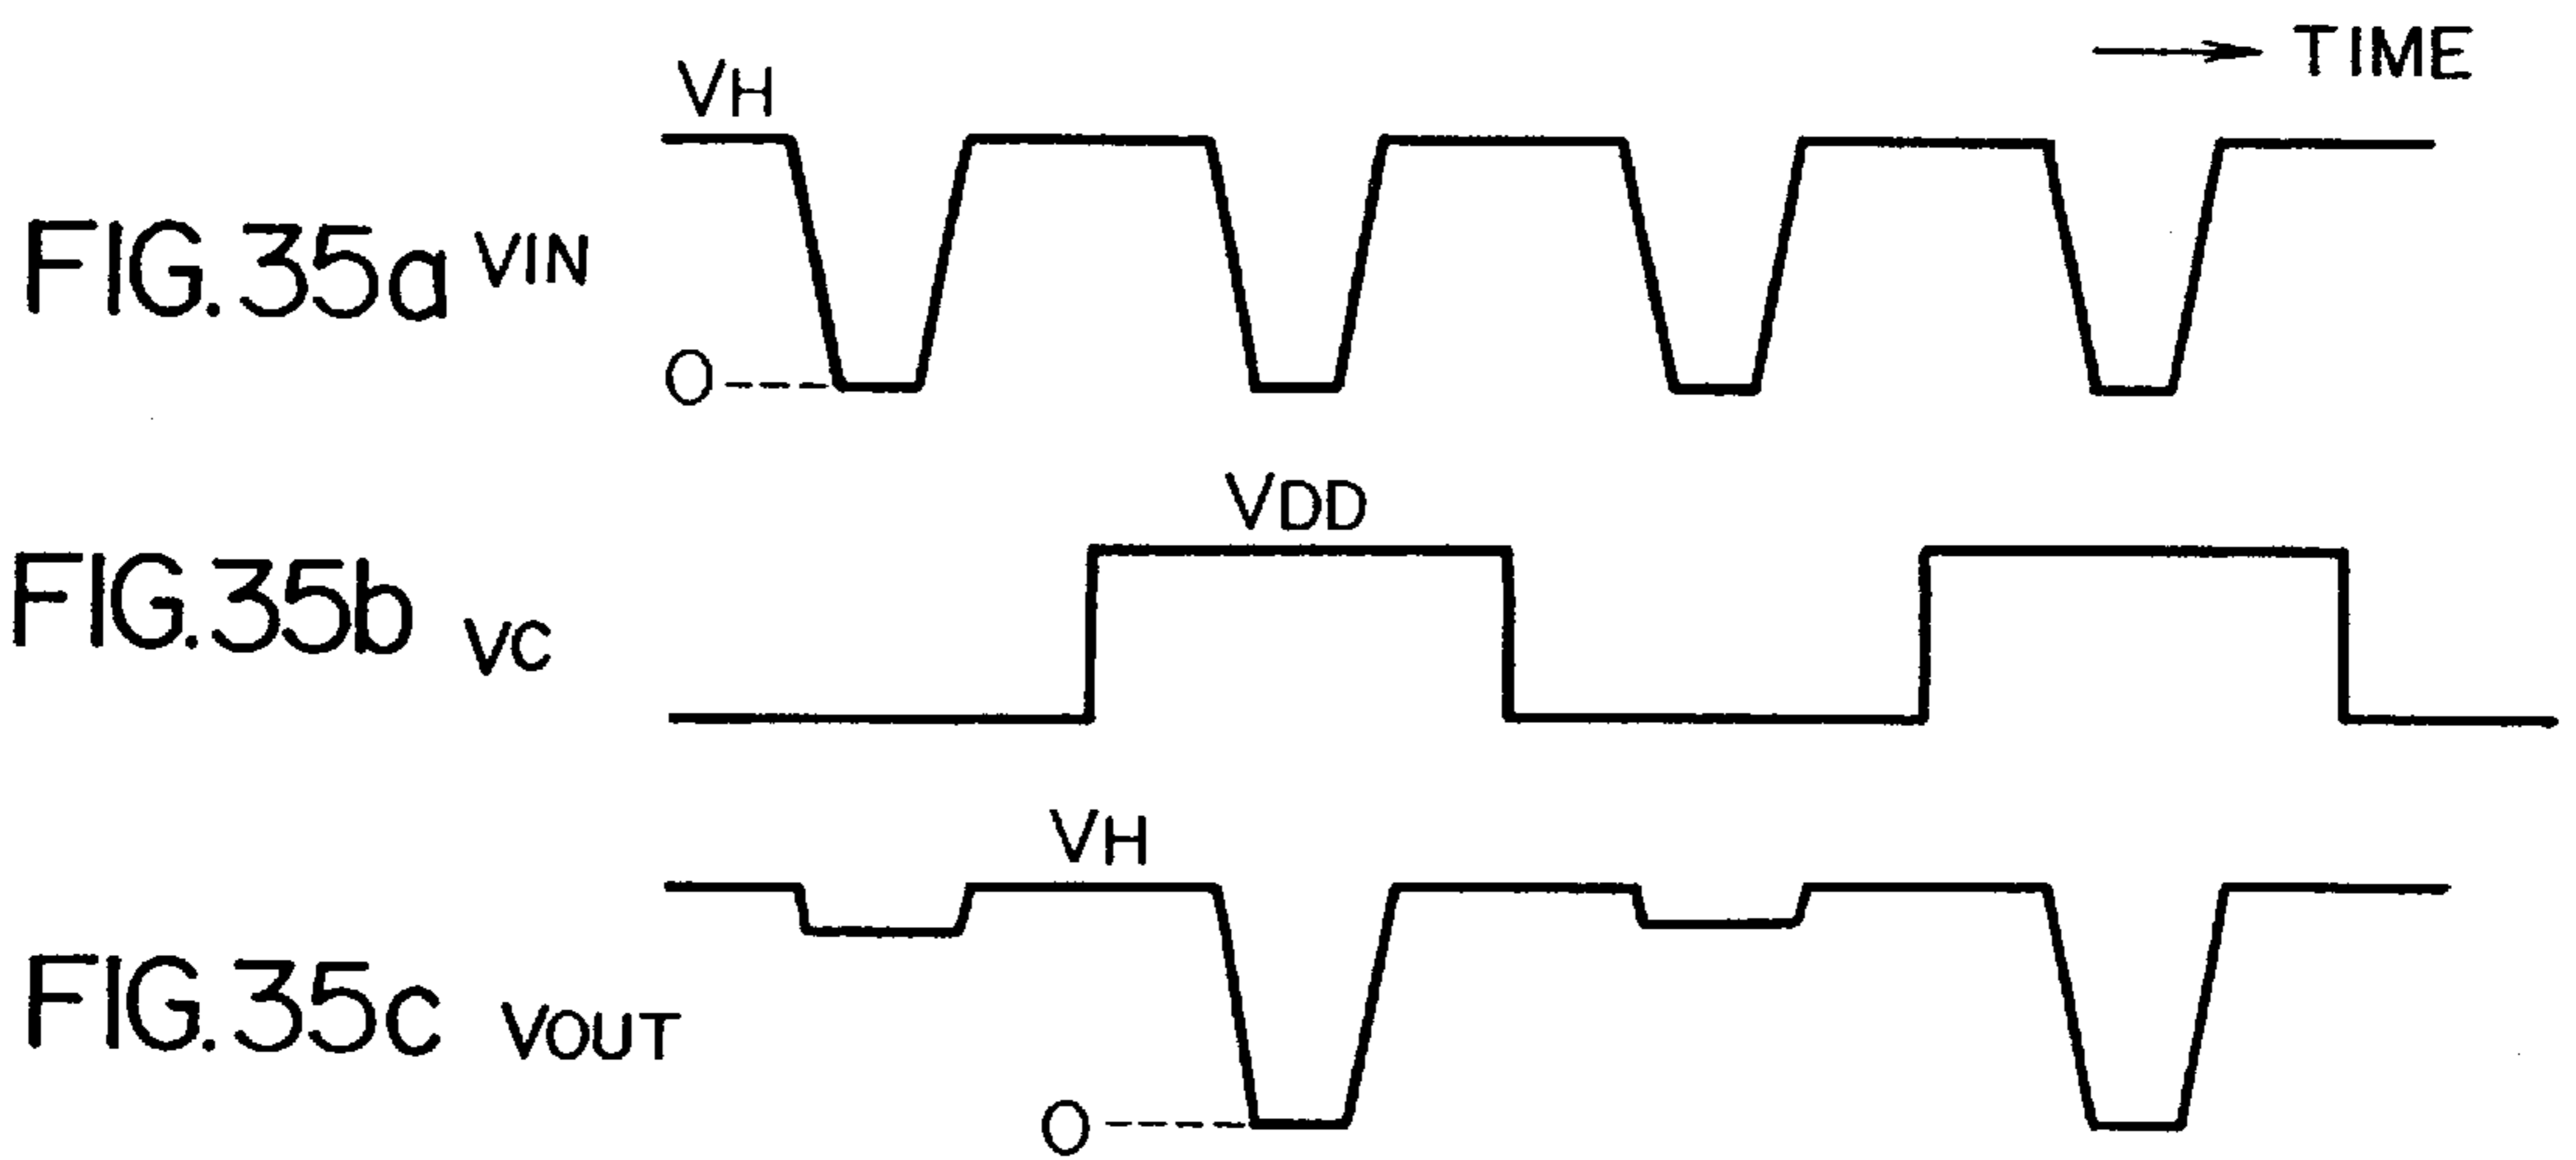 TIME
VH
FIG. 35a VIN
O
VDD
FIG. 35b VC
VH
FIG. 35c VOUT
O